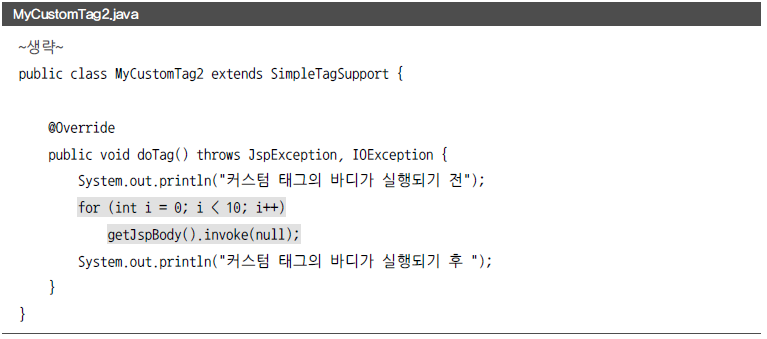 MyCustomTag2.java
~생략~
public class MyCustomTag2 extends SimpleTagSupport {
@Override
public void doTag() throws JspException, IOException {
System.out.println("커스텀 태그의 바디가 실행되기 전");
for (int i = 0; i < 10; i++)
getJspBody().invoke(null);
System.out.println("커스텀 태그의 바디가 실행되기 후 ");
}
}